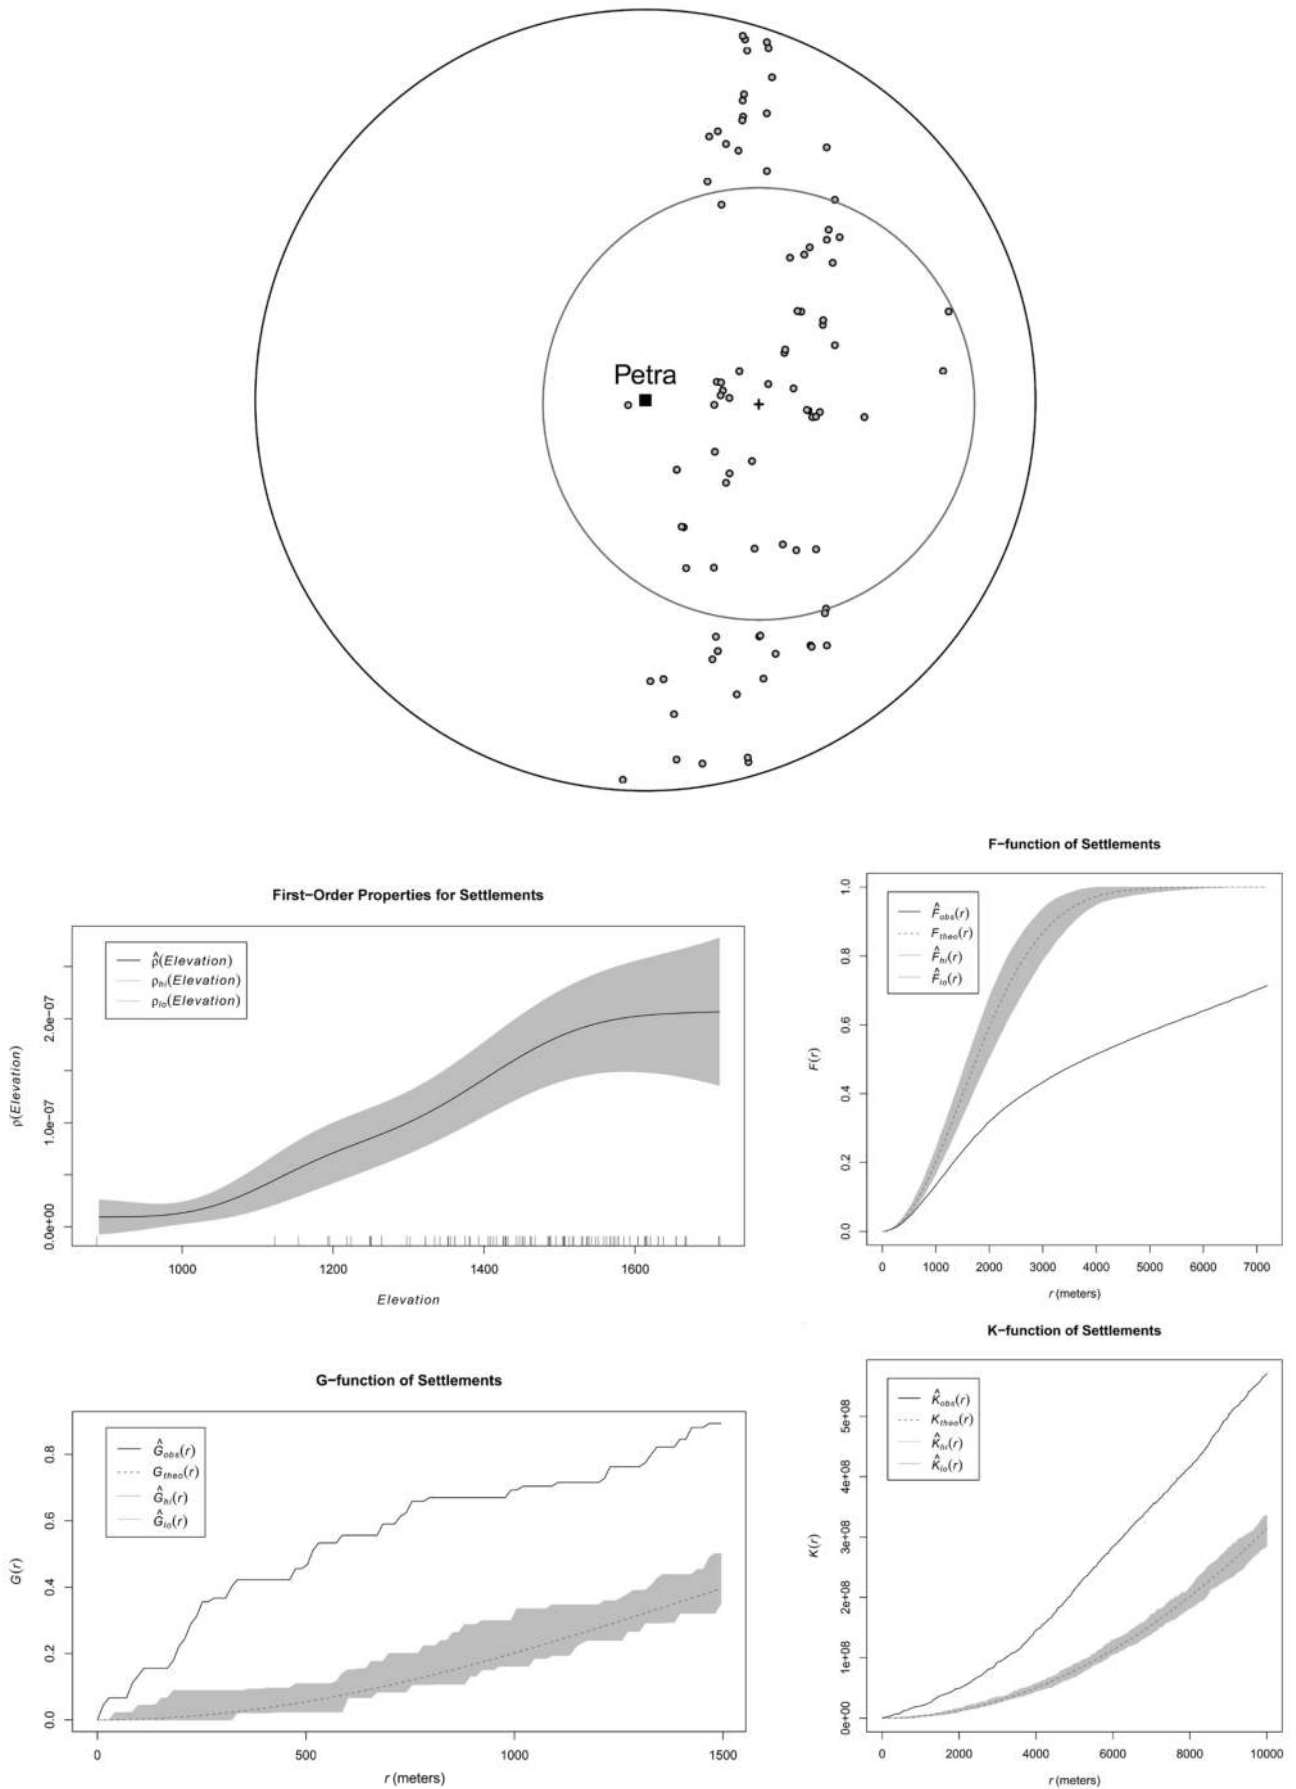 Petra
First−Order Properties for Settlements
ρ̂(Elevation)
ρhi(Elevation)
ρlo(Elevation)
ρ(Elevation)
0.0e+00
1.0e−07
2.0e−07
1000
1200
1400
1600
Elevation
F−function of Settlements
F̂obs(r)
Ftheo(r)
F̂hi(r)
F̂lo(r)
F(r)
0.0
0.2
0.4
0.6
0.8
1.0
0
1000
2000
3000
4000
5000
6000
7000
r (meters)
G−function of Settlements
Ĝobs(r)
Gtheo(r)
Ĝhi(r)
Ĝlo(r)
G(r)
0.0
0.2
0.4
0.6
0.8
0
500
1000
1500
r (meters)
K−function of Settlements
K̂obs(r)
Ktheo(r)
K̂hi(r)
K̂lo(r)
K(r)
0e+00
1e+08
2e+08
3e+08
4e+08
5e+08
0
2000
4000
6000
8000
10000
r (meters)